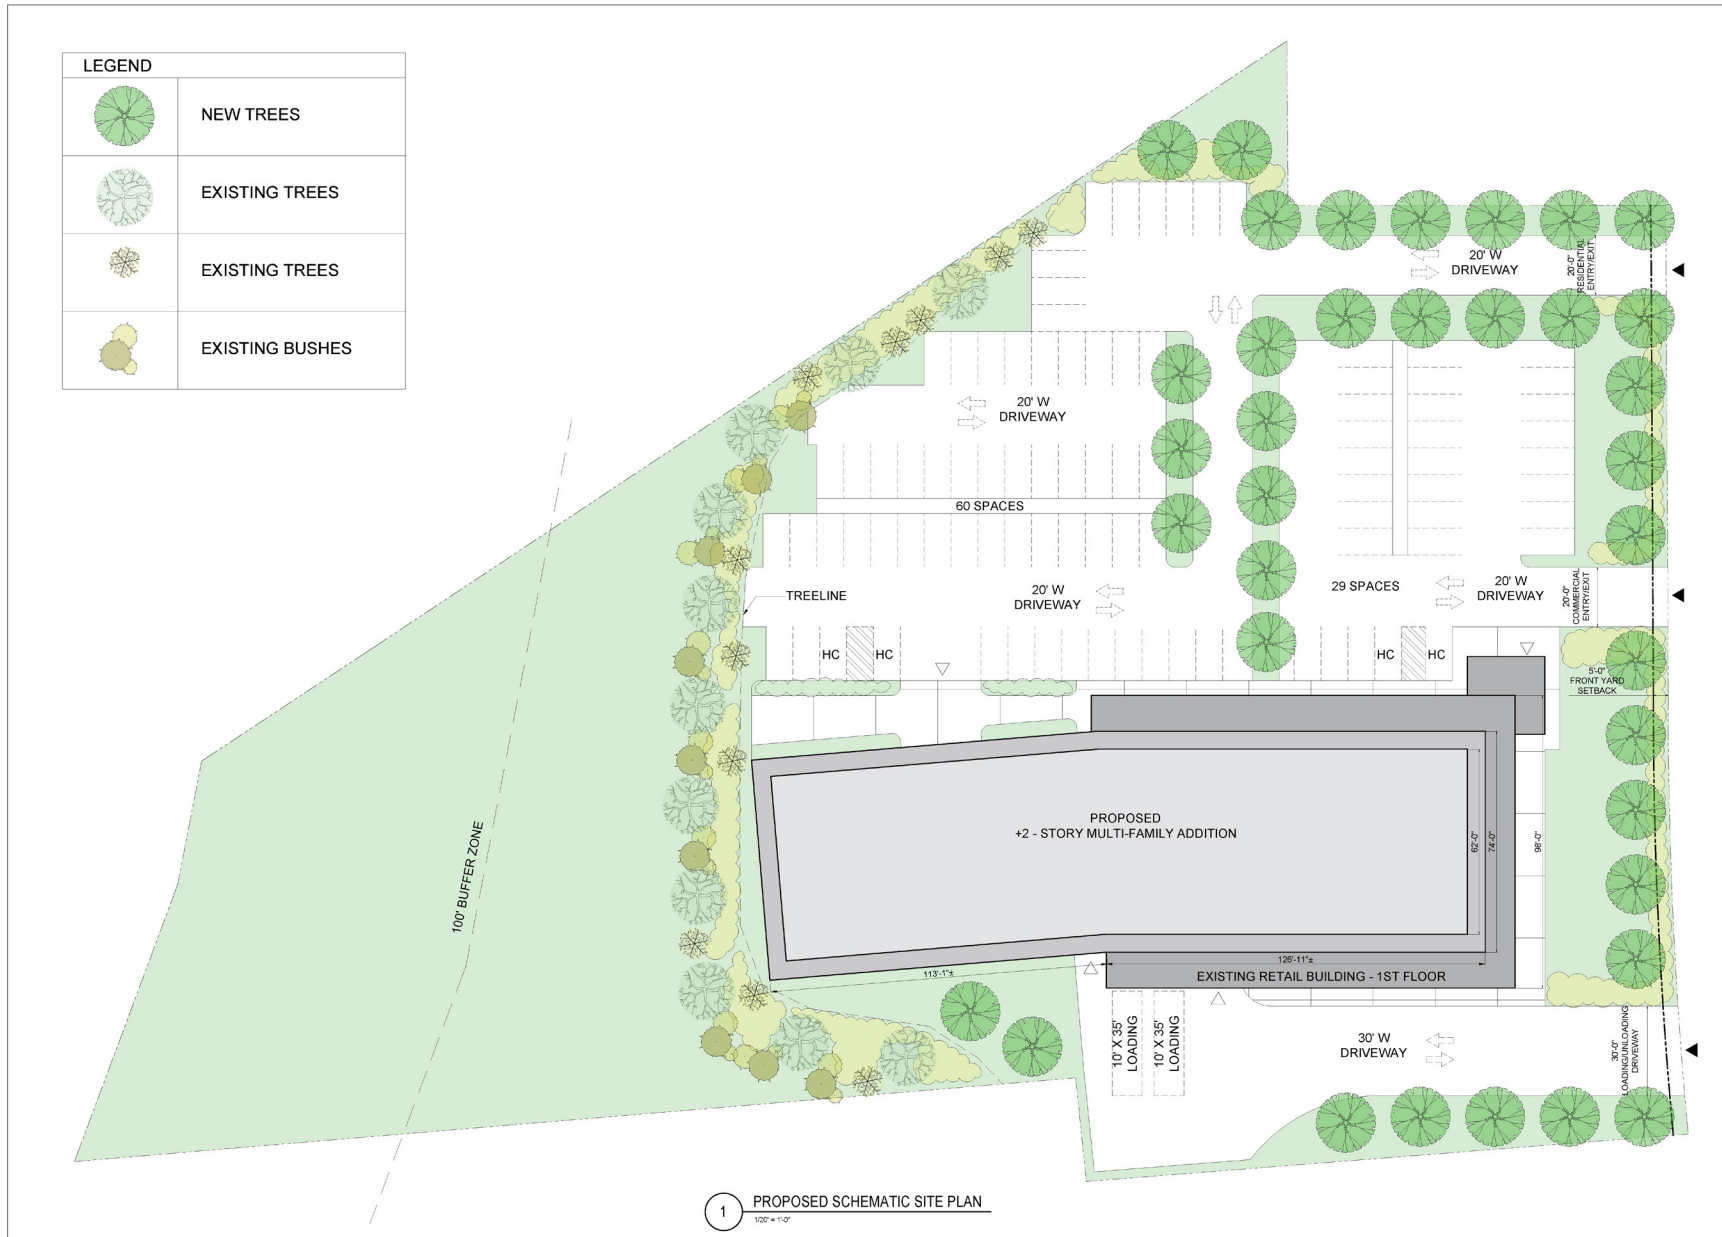 LEGEND
NEW TREES
EXISTING TREES
EXISTING TREES
EXISTING BUSHES
20' W
DRIVEWAY
20'-0"
RESIDENTIAL
ENTRY/EXIT
20' W
DRIVEWAY
60 SPACES
TREELINE
20' W
DRIVEWAY
29 SPACES
20' W
DRIVEWAY
20'-0"
COMMERCIAL
ENTRY/EXIT
HC
HC
HC
HC
5'-0"
FRONT YARD
SETBACK
100' BUFFER ZONE
PROPOSED
+2 - STORY MULTI-FAMILY ADDITION
62'-0"
74'-0"
98'-0"
113'-1"±
126'-11"±
EXISTING RETAIL BUILDING - 1ST FLOOR
10' X 35'
LOADING
10' X 35'
LOADING
30' W
DRIVEWAY
30'-0"
LOADING/UNLOADING
DRIVEWAY
1
PROPOSED SCHEMATIC SITE PLAN
1/20" = 1'-0"